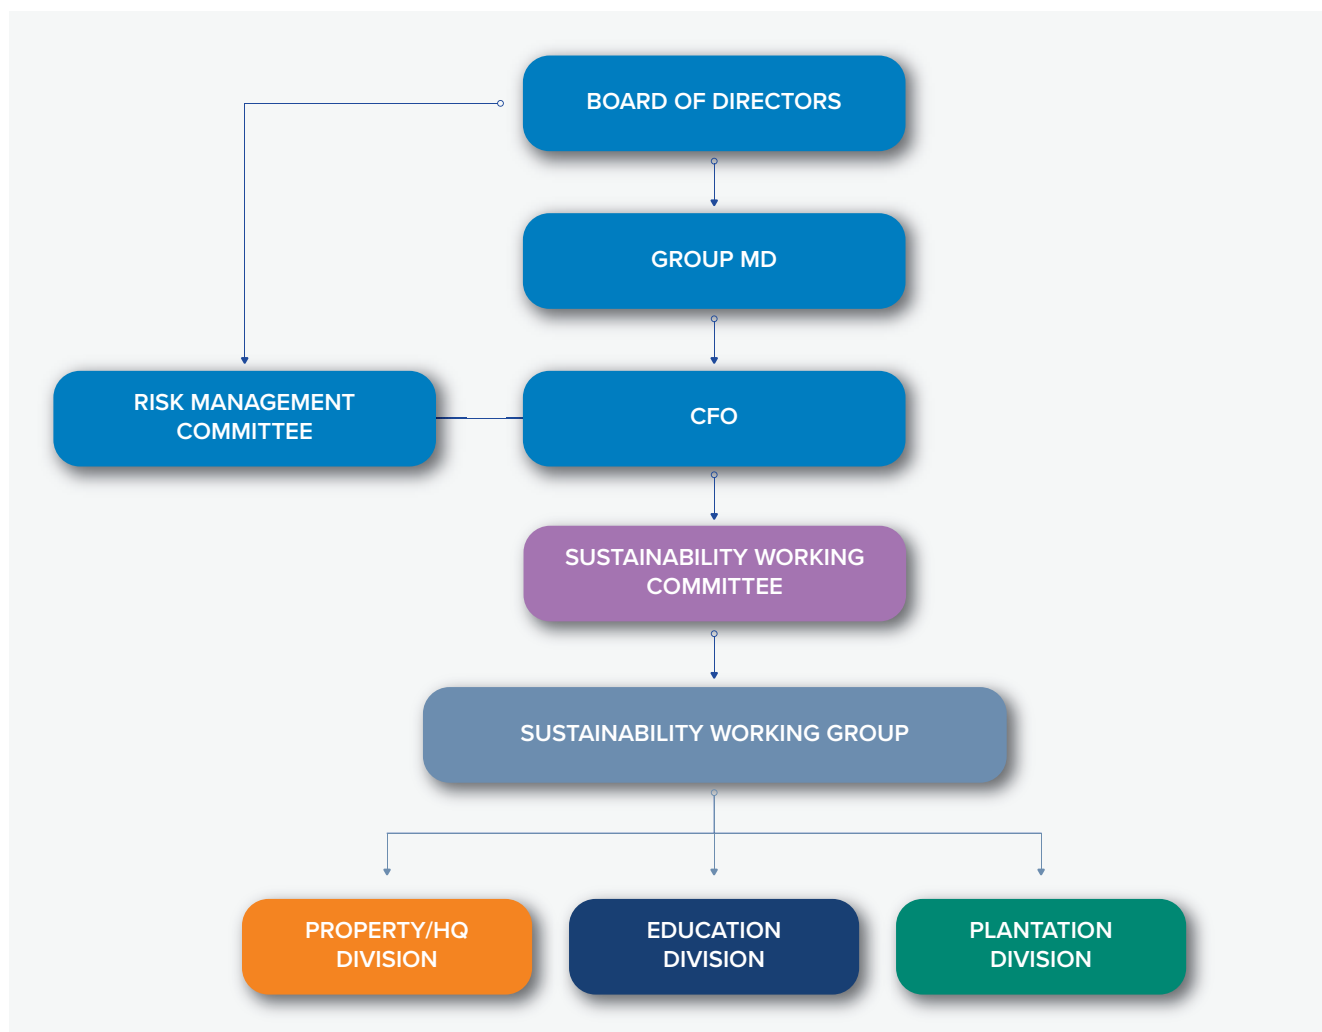 BOARD OF DIRECTORS
GROUP MD
RISK MANAGEMENT
COMMITTEE
CFO
SUSTAINABILITY WORKING
COMMITTEE
SUSTAINABILITY WORKING GROUP
PROPERTY/HQ
DIVISION
EDUCATION
DIVISION
PLANTATION
DIVISION